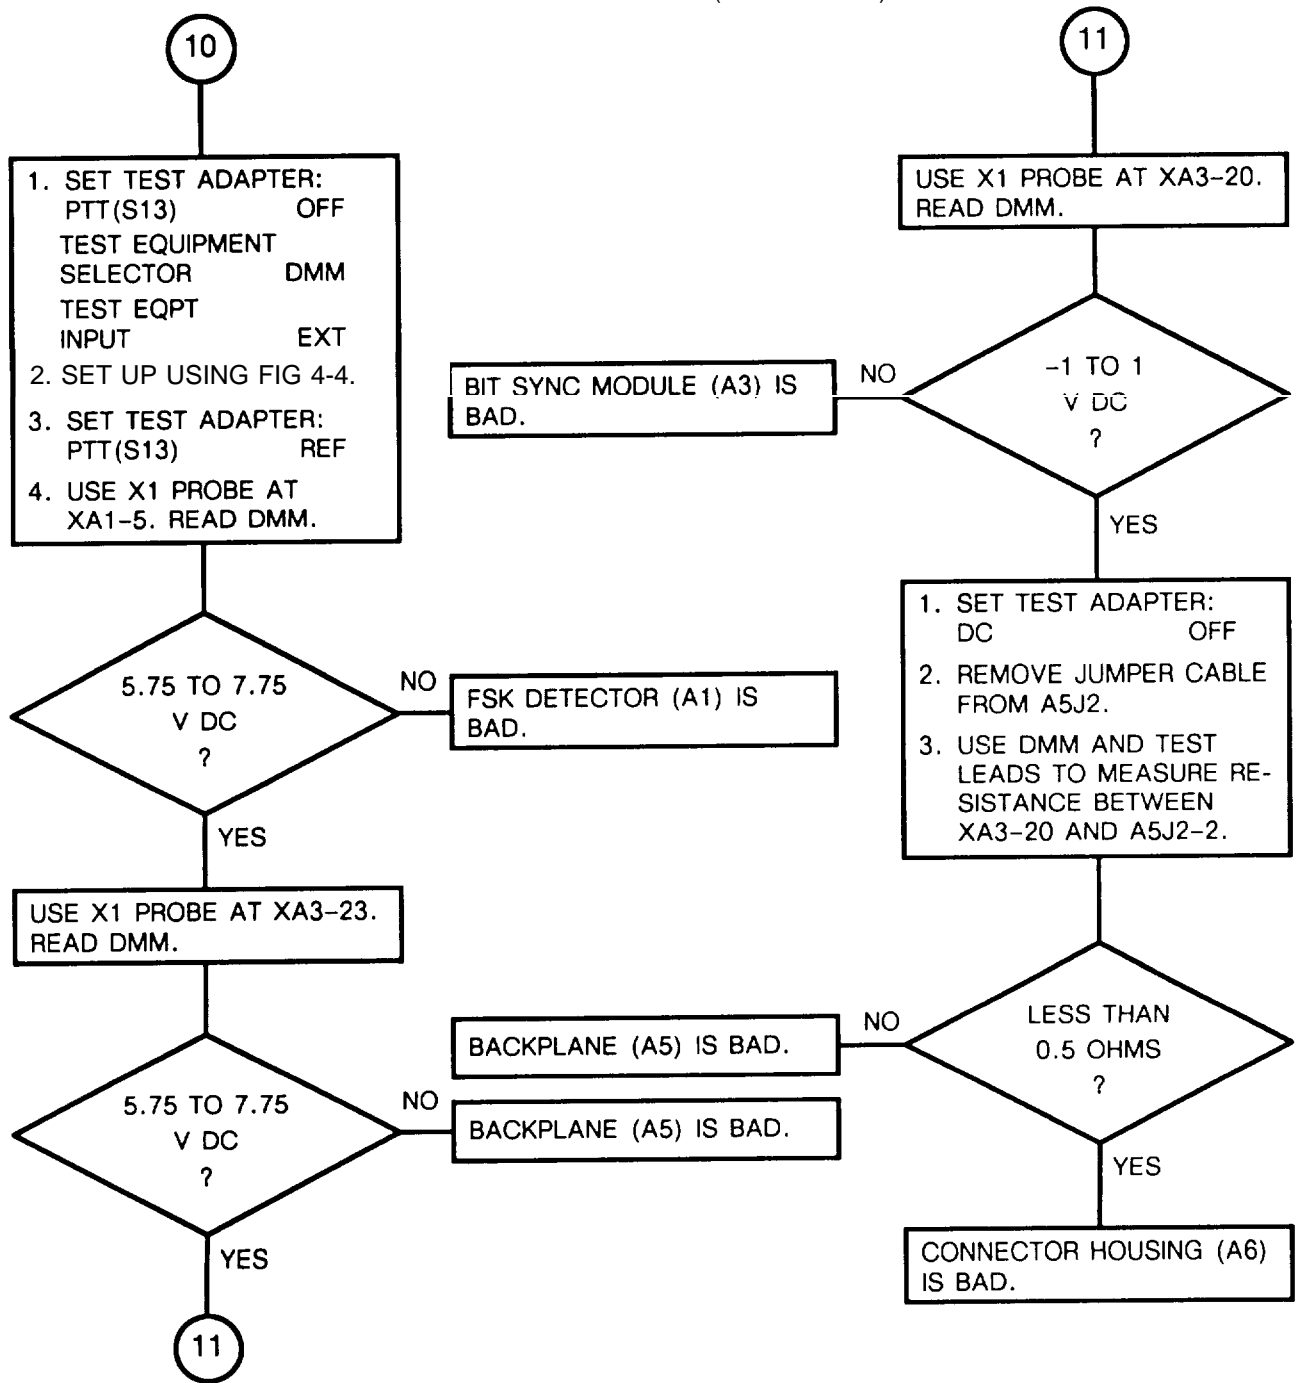 10
1. SET TEST ADAPTER:
PTT(S13) OFF
TEST EQUIPMENT
SELECTOR DMM
TEST EQPT
INPUT EXT
2. SET UP USING FIG 4-4.
3. SET TEST ADAPTER:
PTT(S13) REF
4. USE X1 PROBE AT
XA1-5. READ DMM.
5.75 TO 7.75
V DC
?
NO
FSK DETECTOR (A1) IS
BAD.
YES
USE X1 PROBE AT XA3-23.
READ DMM.
5.75 TO 7.75
V DC
?
NO
BACKPLANE (A5) IS BAD.
YES
11
11
USE X1 PROBE AT XA3-20.
READ DMM.
-1 TO 1
V DC
?
NO
BIT SYNC MODULE (A3) IS
BAD.
YES
1. SET TEST ADAPTER:
DC OFF
2. REMOVE JUMPER CABLE
FROM A5J2.
3. USE DMM AND TEST
LEADS TO MEASURE RE-
SISTANCE BETWEEN
XA3-20 AND A5J2-2.
LESS THAN
0.5 OHMS
?
NO
BACKPLANE (A5) IS BAD.
YES
CONNECTOR HOUSING (A6)
IS BAD.